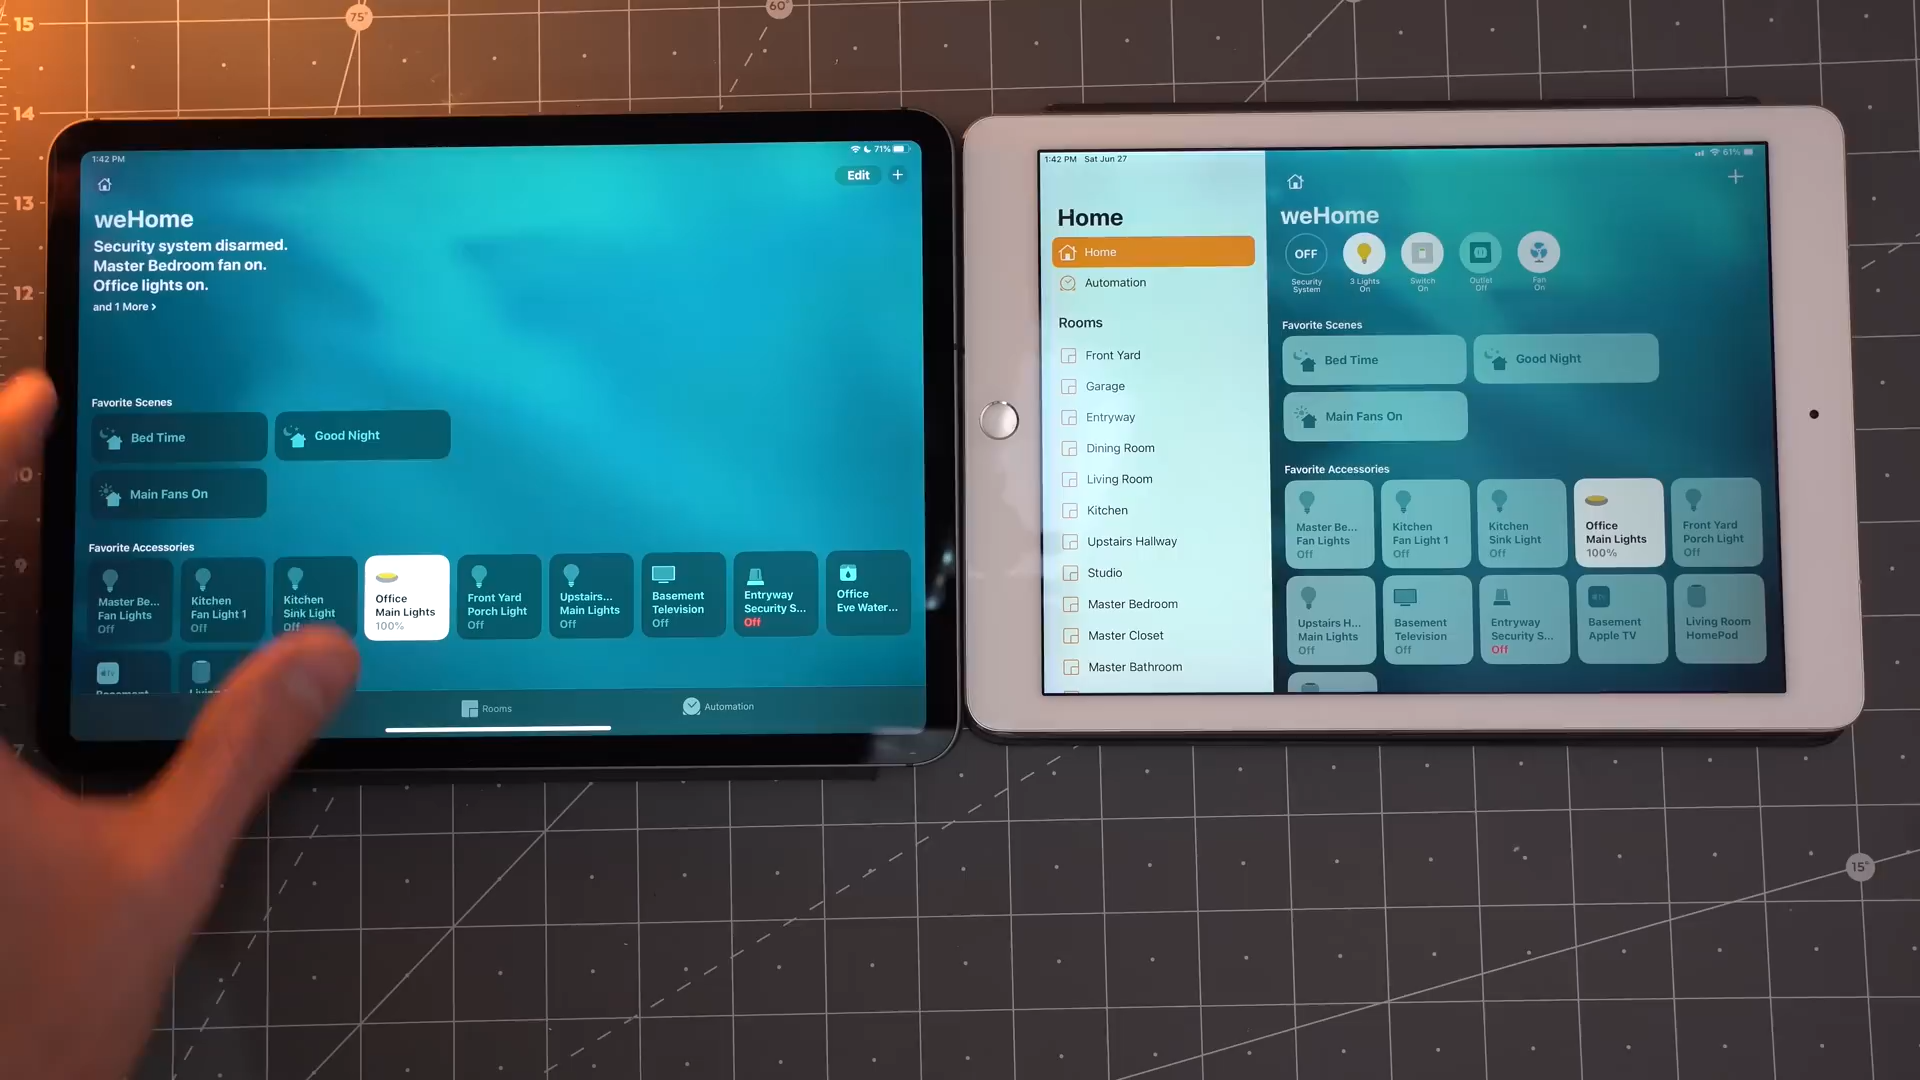 15
75°
60°
14
13
12
10
9
8
7
15°
1:42 PM
71%
Edit
+
weHome
Security system disarmed.
Master Bedroom fan on.
Office lights on.
and 1 More >
Favorite Scenes
Bed Time
Good Night
Main Fans On
Favorite Accessories
Master Be...
Fan Lights
Off
Kitchen
Fan Light 1
Off
Kitchen
Sink Light
Off
Office
Main Lights
100%
Front Yard
Porch Light
Off
Upstairs...
Main Lights
Off
Basement
Television
Off
Entryway
Security S...
Off
Office
Eve Water...
Basement
Rooms
Automation
1:42 PM Sat Jun 27
61%
Home
Home
Automation
Rooms
Front Yard
Garage
Entryway
Dining Room
Living Room
Kitchen
Upstairs Hallway
Studio
Master Bedroom
Master Closet
Master Bathroom
+
weHome
OFF
Security
System
3 Lights
On
Switch
On
Outlet
Off
Fan
On
Favorite Scenes
Bed Time
Good Night
Main Fans On
Favorite Accessories
Master Be...
Fan Lights
Off
Kitchen
Fan Light 1
Off
Kitchen
Sink Light
Off
Office
Main Lights
100%
Front Yard
Porch Light
Off
Upstairs H...
Main Lights
Off
Basement
Television
Off
Entryway
Security S...
Off
Basement
Apple TV
Living Room
HomePod